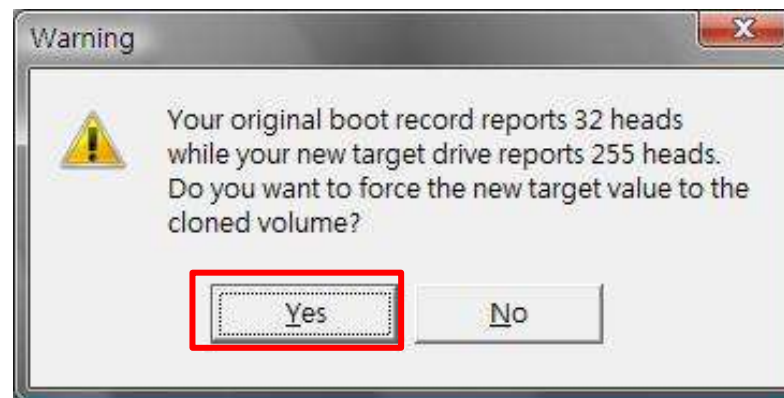 Warning
Your original boot record reports 32 heads
while your new target drive reports 255 heads.
Do you want to force the new target value to the
cloned volume?
Yes No